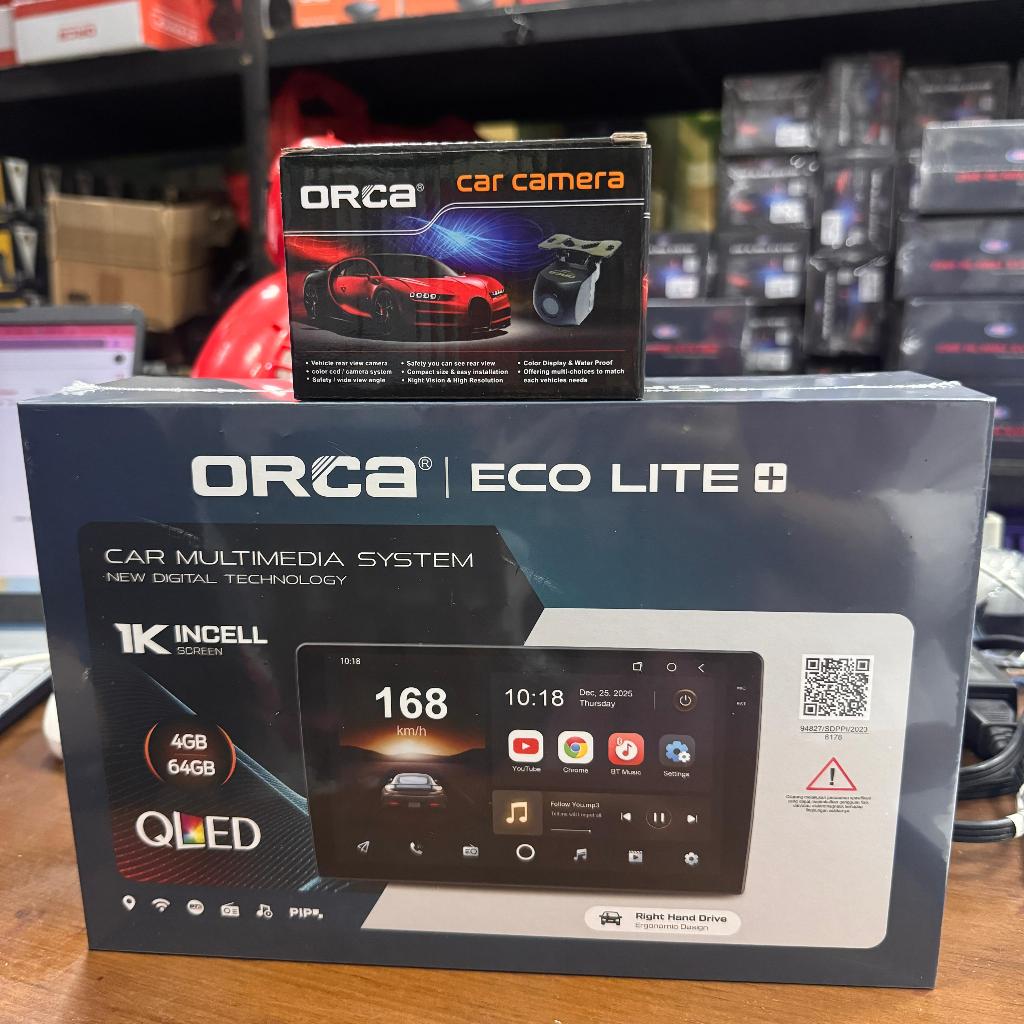 ORCA® car camera
• Vehicle rear view camera
• color ccd / camera system
• Safety / wide view angle
• Safety you can see rear view
• Compact size & easy installation
• Night Vision & High Resolution
• Color Display & Water Proof
• Offering multi-choices to match
each vehicles needs
ORCA® | ECO LITE +
CAR MULTIMEDIA SYSTEM
NEW DIGITAL TECHNOLOGY
1K INCELL
SCREEN
4GB
64GB
QLED
PIP
10:18
168
km/h
10:18
Dec, 25, 2025
Thursday
YouTube
Chrome
BT Music
Settings
Follow You.mp3
94827/SDPPI/2023
6178
Right Hand Drive
Ergonomic Design